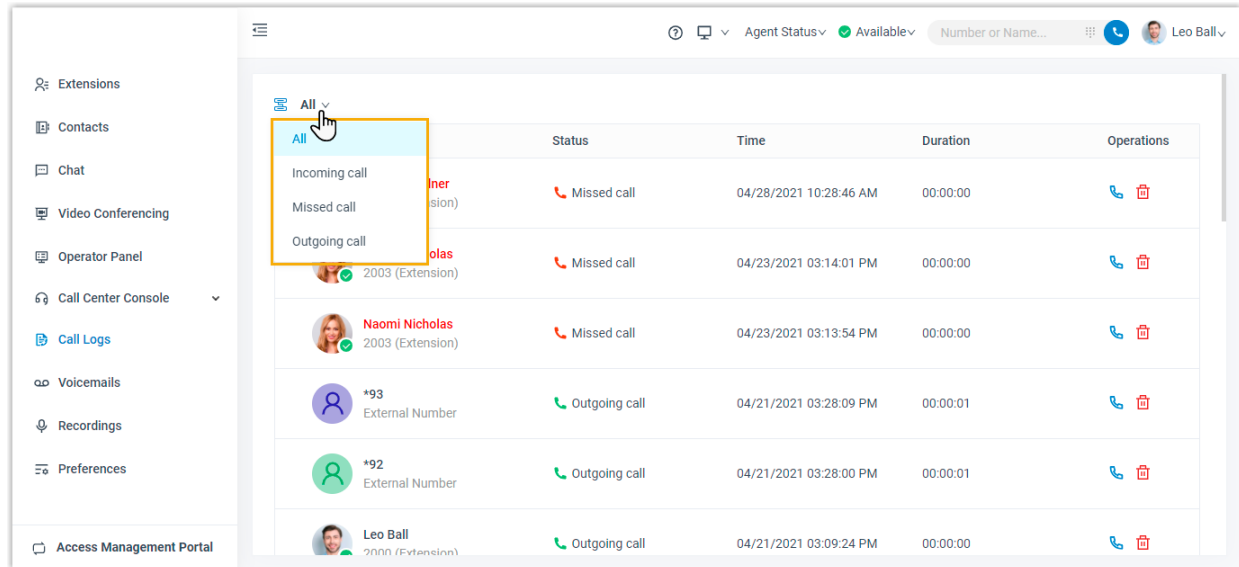 Agent Status
Available
Number or Name...
Leo Ball
Extensions
Contacts
Chat
Video Conferencing
Operator Panel
Call Center Console
Call Logs
Voicemails
Recordings
Preferences
Access Management Portal
All
All
Incoming call
Missed call
Outgoing call
Status Time Duration Operations
Missed call 04/28/2021 10:28:46 AM 00:00:00
2003 (Extension) Missed call 04/23/2021 03:14:01 PM 00:00:00
Naomi Nicholas
2003 (Extension) Missed call 04/23/2021 03:13:54 PM 00:00:00
*93
External Number Outgoing call 04/21/2021 03:28:09 PM 00:00:01
*92
External Number Outgoing call 04/21/2021 03:28:00 PM 00:00:01
Leo Ball
2000 (Extension) Outgoing call 04/21/2021 03:09:24 PM 00:00:00